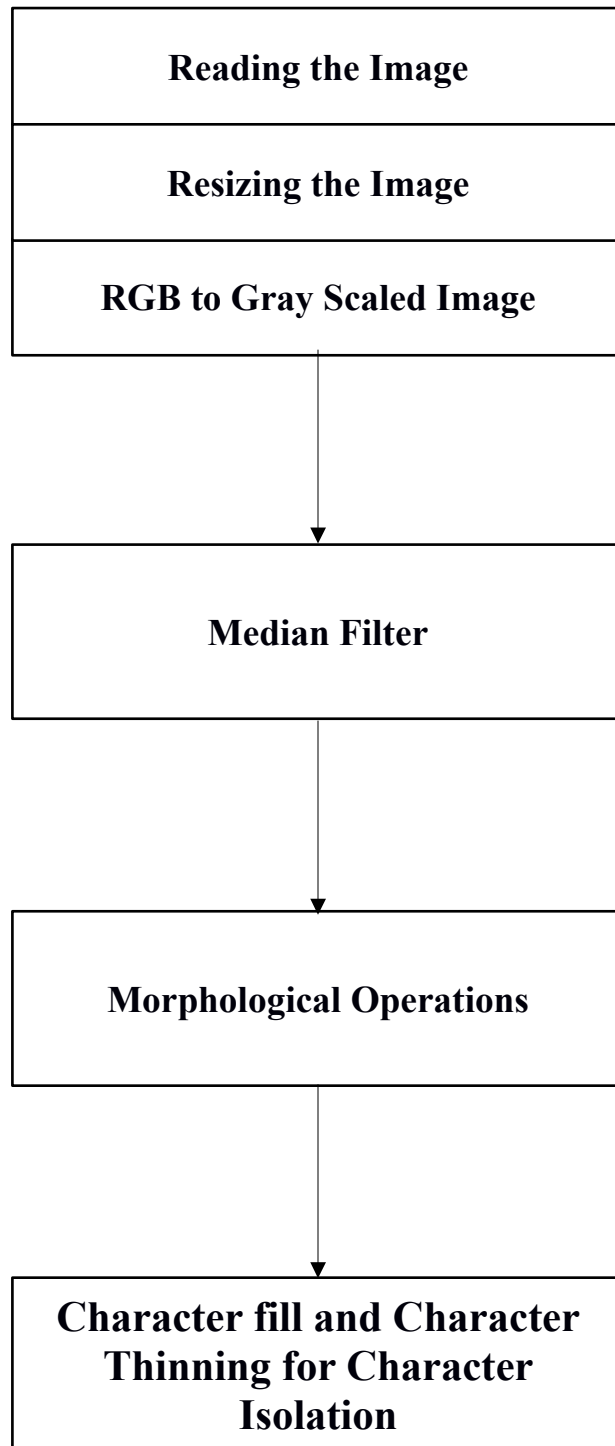 Reading the Image
Resizing the Image
RGB to Gray Scaled Image
Median Filter
Morphological Operations
Character fill and Character
Thinning for Character
Isolation